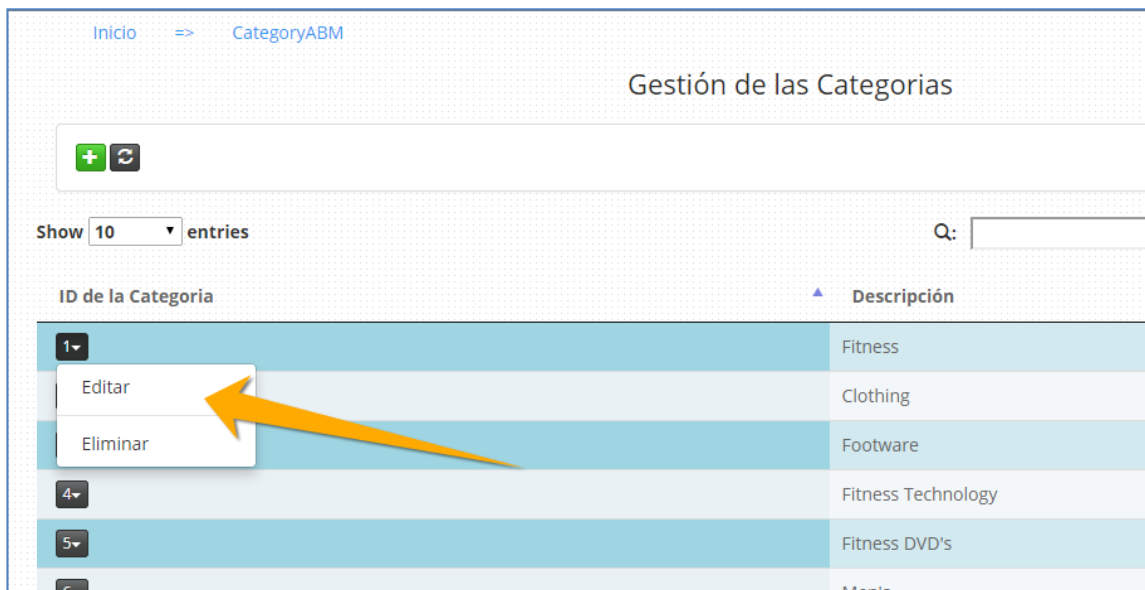 Inicio => CategoryABM
Gestión de las Categorias
Show 10 entries
Q:
ID de la Categoria Descripción
1 Fitness
Editar
Clothing
Eliminar
Footware
4 Fitness Technology
5 Fitness DVD's